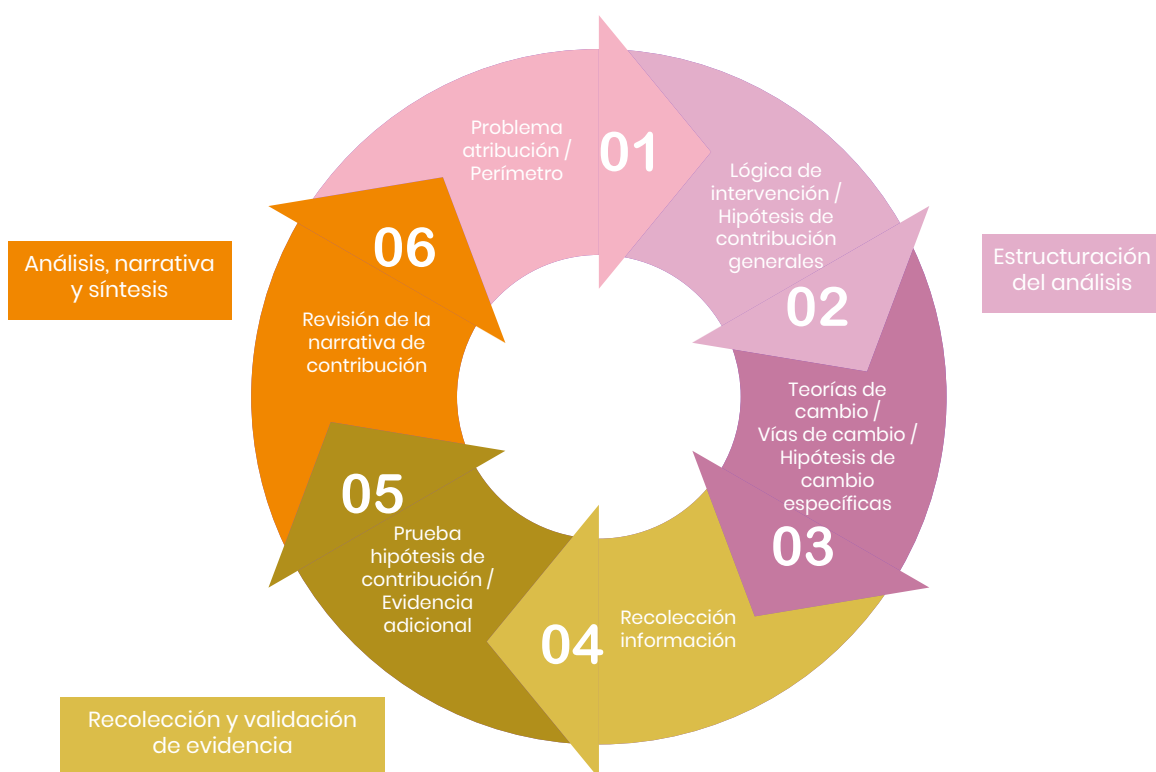 Problema
atribución /
Perímetro
01
Lógica de
intervención /
Hipótesis de
contribución
generales
02
Estructuración
del análisis
Teorías de
cambio /
Vías de cambio /
Hipótesis de
cambio
específicas
03
Recolección
información
04
Recolección y validación
de evidencia
Prueba
hipótesis de
contribución /
Evidencia
adicional
05
Revisión de la
narrativa de
contribución
06
Análisis, narrativa
y síntesis